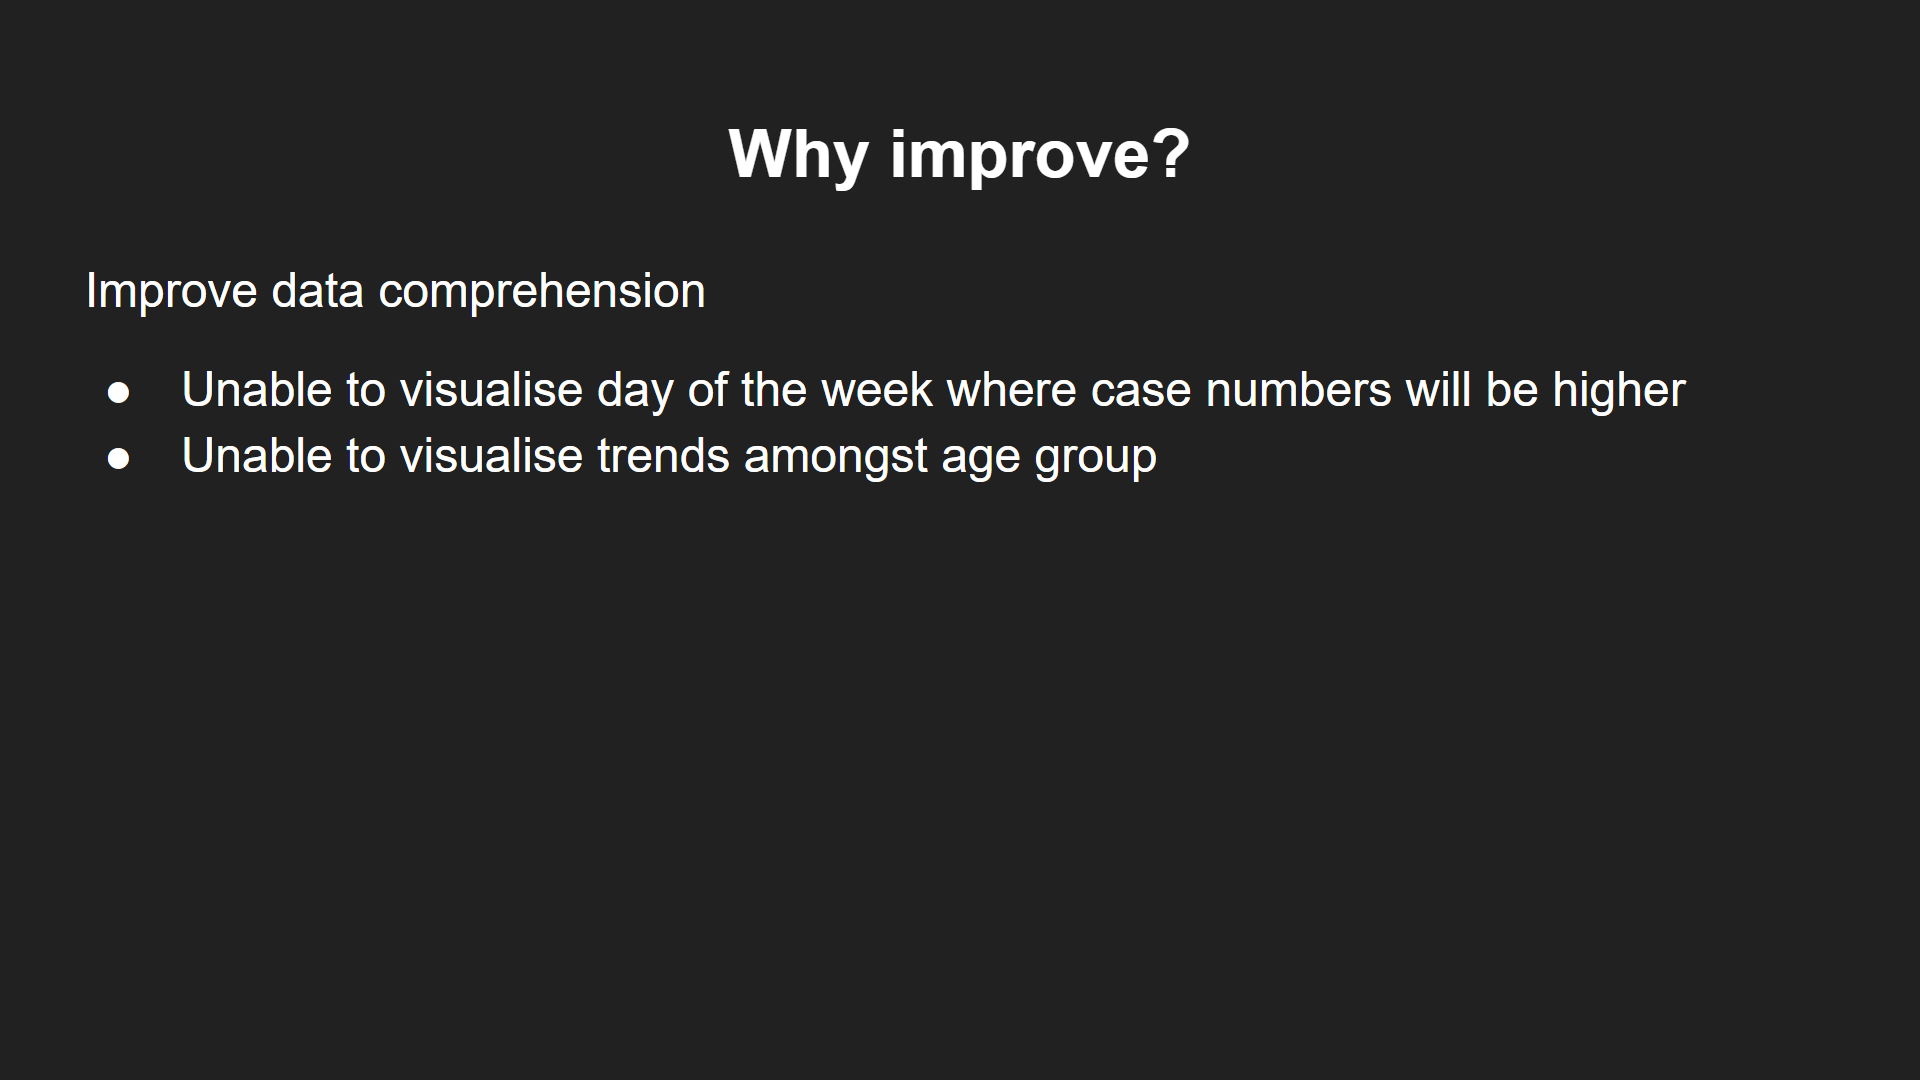 Why improve?
Improve data comprehension
● Unable to visualise day of the week where case numbers will be higher
● Unable to visualise trends amongst age group